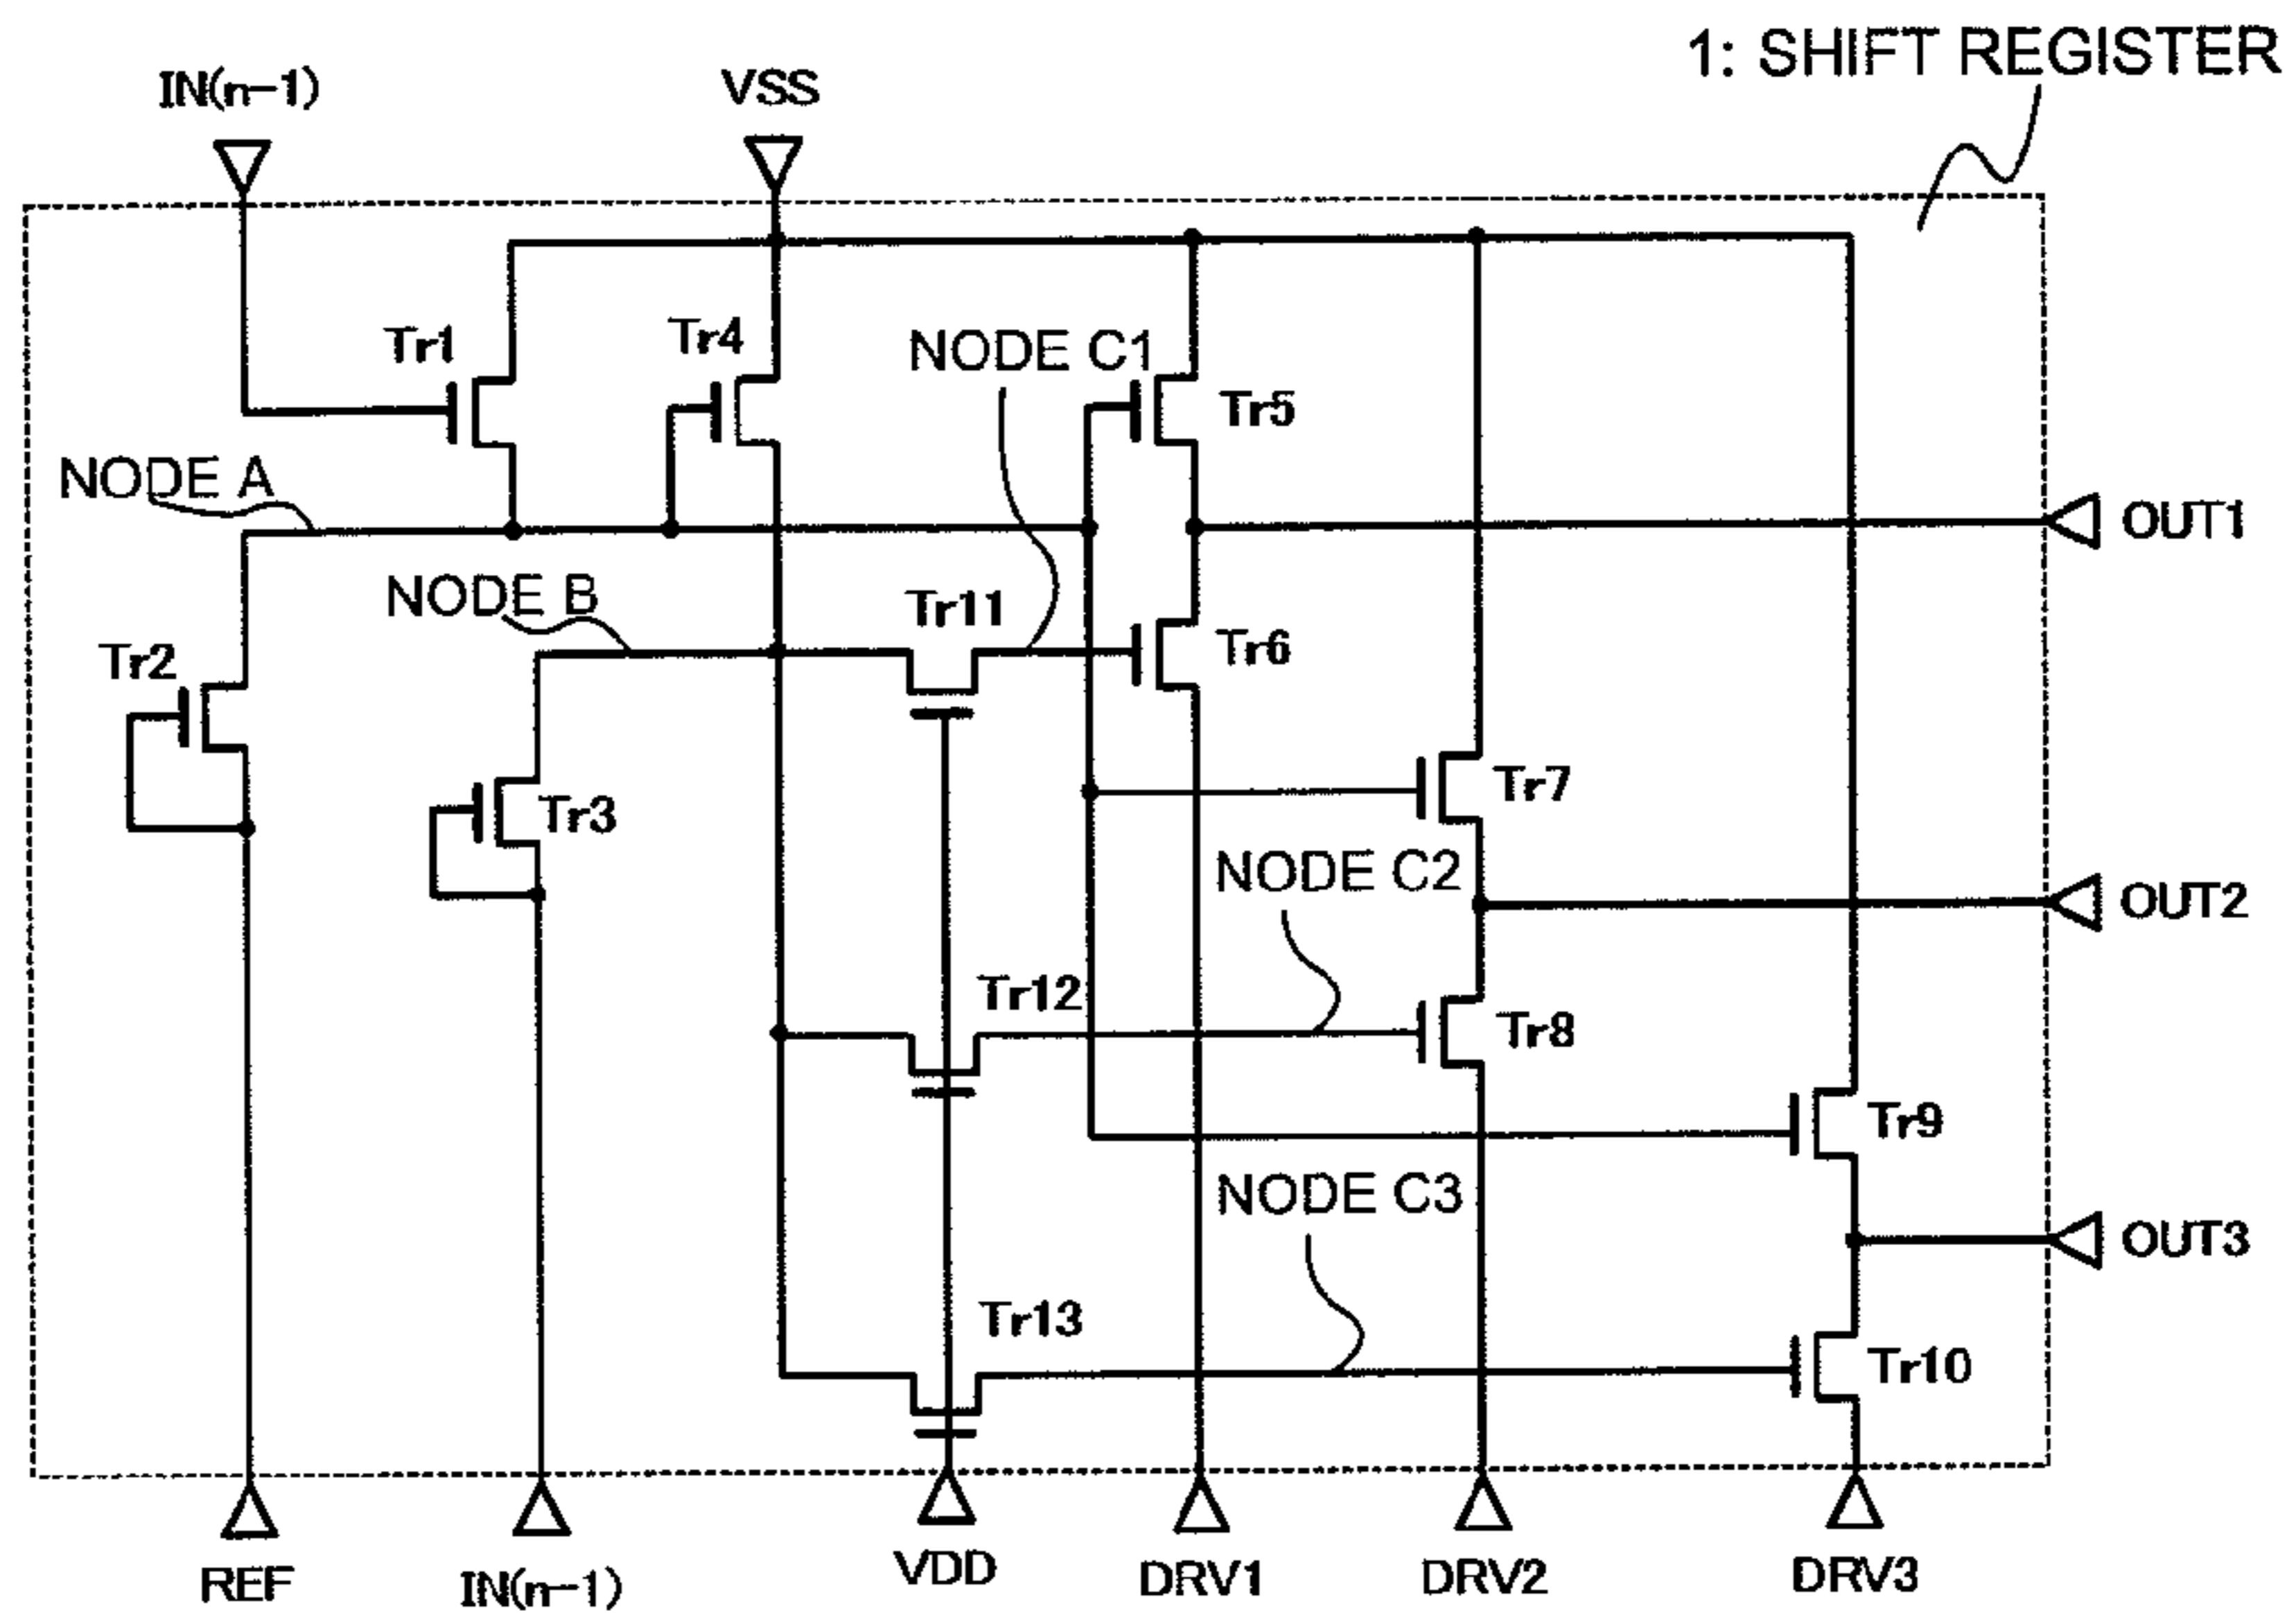 1: SHIFT REGISTER
IN(n-1)
VSS
Tr1
Tr4
NODE C1
Tr5
NODE A
OUT1
NODE B
Tr11
Tr6
Tr2
Tr3
Tr7
NODE C2
OUT2
Tr12
Tr8
Tr9
NODE C3
OUT3
Tr13
Tr10
REF
IN(n-1)
VDD
DRV1
DRV2
DRV3